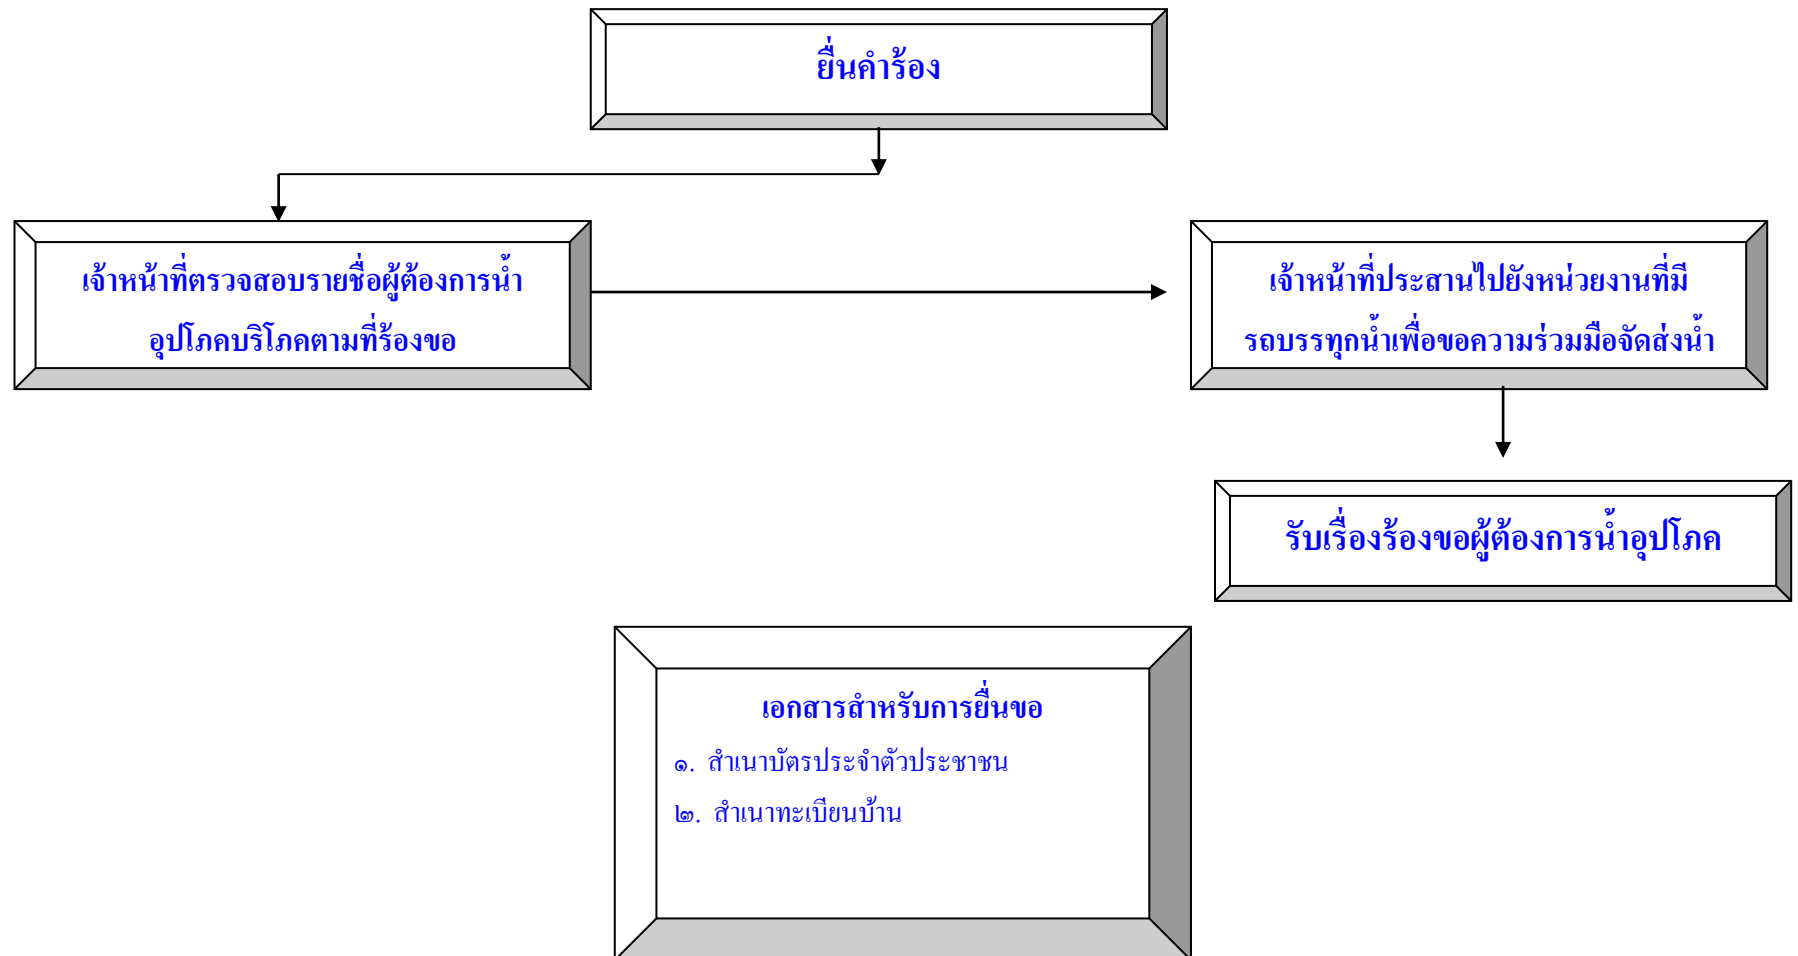 ยื่นคำร้อง
เจ้าหน้าที่ตรวจสอบรายชื่อผู้ต้องการน้ำ
อุปโภคบริโภคตามที่ร้องขอ
เจ้าหน้าที่ประสานไปยังหน่วยงานที่มี
รถบรรทุกน้ำเพื่อขอความร่วมมือจัดส่งน้ำ
รับเรื่องร้องขอผู้ต้องการน้ำอุปโภค
เอกสารสำหรับการยื่นขอ
๑. สำเนาบัตรประจำตัวประชาชน
๒. สำเนาทะเบียนบ้าน